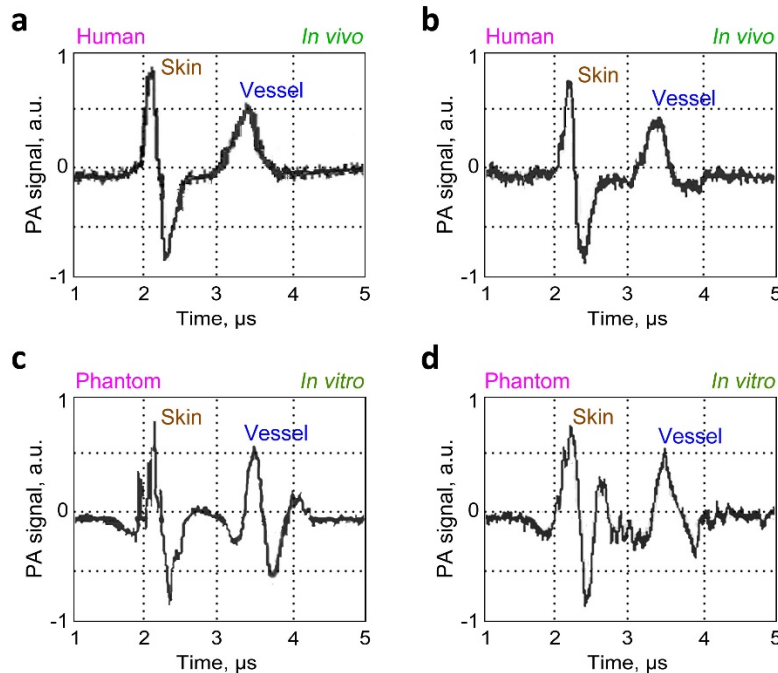 a
Human In vivo
1
Skin
Vessel
0
-1
PA signal, a.u.
1 2 3 4 5
Time, µs
b
Human In vivo
1
Skin
Vessel
0
-1
PA signal, a.u.
1 2 3 4 5
Time, µs
c
Phantom In vitro
1
Skin
Vessel
0
-1
PA signal, a.u.
1 2 3 4 5
Time, µs
d
Phantom In vitro
1
Skin
Vessel
0
-1
PA signal, a.u.
1 2 3 4 5
Time, µs